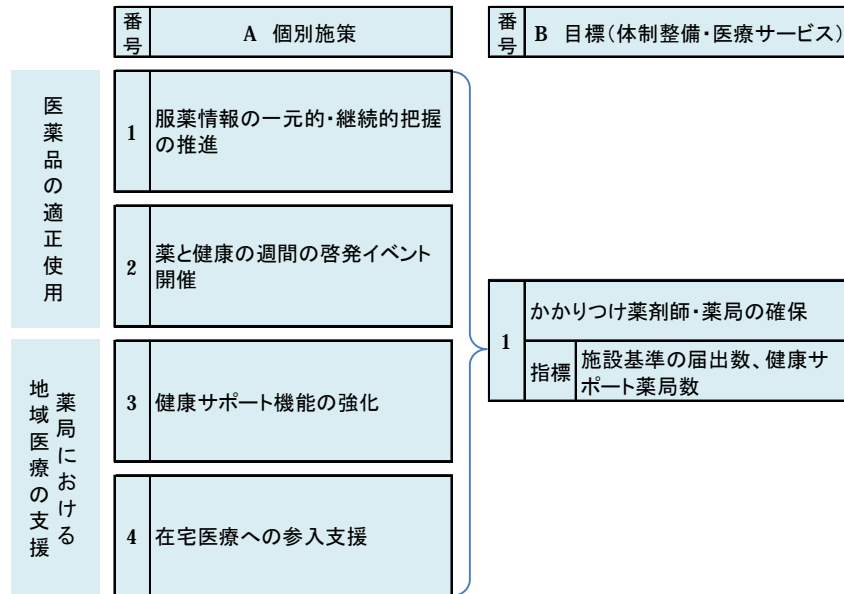 番号
A 個別施策
番号
B 目標(体制整備・医療サービス)
医薬品の適正使用
1
服薬情報の一元的・継続的把握
の推進
2
薬と健康の週間の啓発イベント
開催
薬局における
地域医療の支援
3
健康サポート機能の強化
4
在宅医療への参入支援
1
かかりつけ薬剤師・薬局の確保
指標
施設基準の届出数、健康サ
ポート薬局数